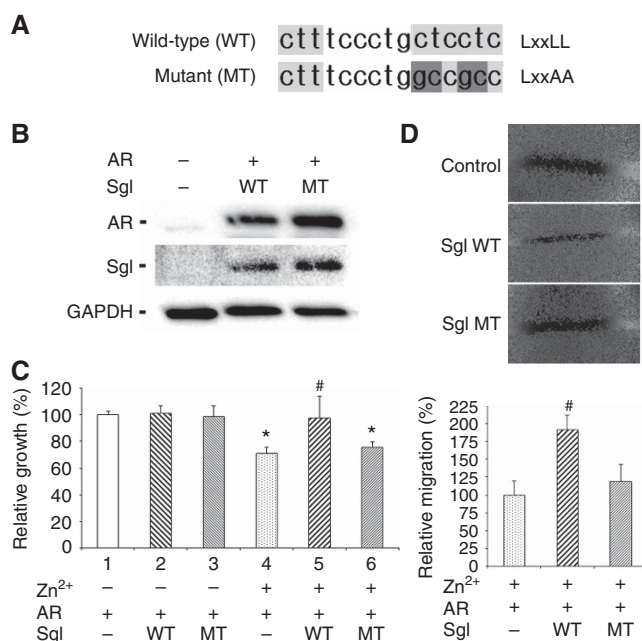 A
Wild-type (WT) ctttccctgctcctc LxxLL
Mutant (MT) ctttccctggccgcc LxxAA
B
AR – + +
Sgl – WT MT
AR
Sgl
GAPDH
D
Control
Sgl WT
Sgl MT
C
Relative growth (%)
120
100
80
60
40
20
0
* # *
1 2 3 4 5 6
Zn2+ – – – + + +
AR + + + + + +
Sgl – WT MT – WT MT
Relative migration (%)
225
200
175
150
125
100
75
50
25
0
#
Zn2+ + + +
AR + + +
Sgl – WT MT